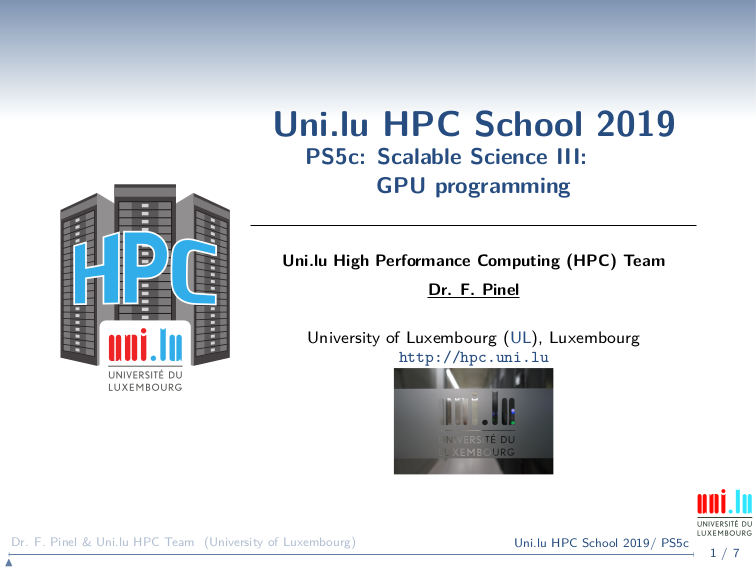 Uni.lu HPC School 2019
PS5c: Scalable Science III:
GPU programming
HPC
uni.lu
UNIVERSITÉ DU
LUXEMBOURG
Uni.lu High Performance Computing (HPC) Team
Dr. F. Pinel
University of Luxembourg (UL), Luxembourg
http://hpc.uni.lu
uni.lu
UNIVERSITÉ DU
LUXEMBOURG
uni.lu
UNIVERSITÉ DU
LUXEMBOURG
Dr. F. Pinel & Uni.lu HPC Team (University of Luxembourg)
Uni.lu HPC School 2019/ PS5c
1 / 7